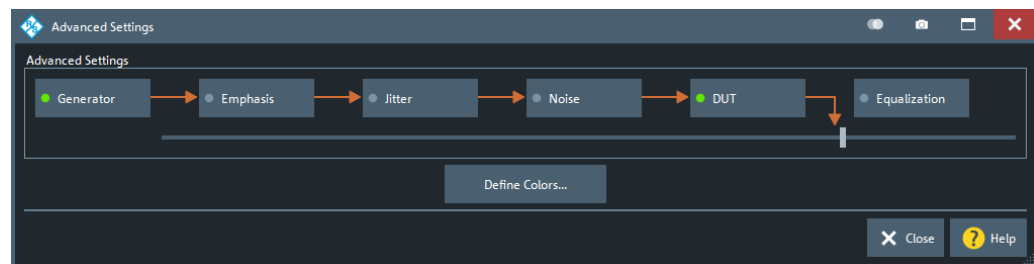 Advanced Settings
Advanced Settings
Generator Emphasis Jitter Noise DUT Equalization
Define Colors...
Close ? Help